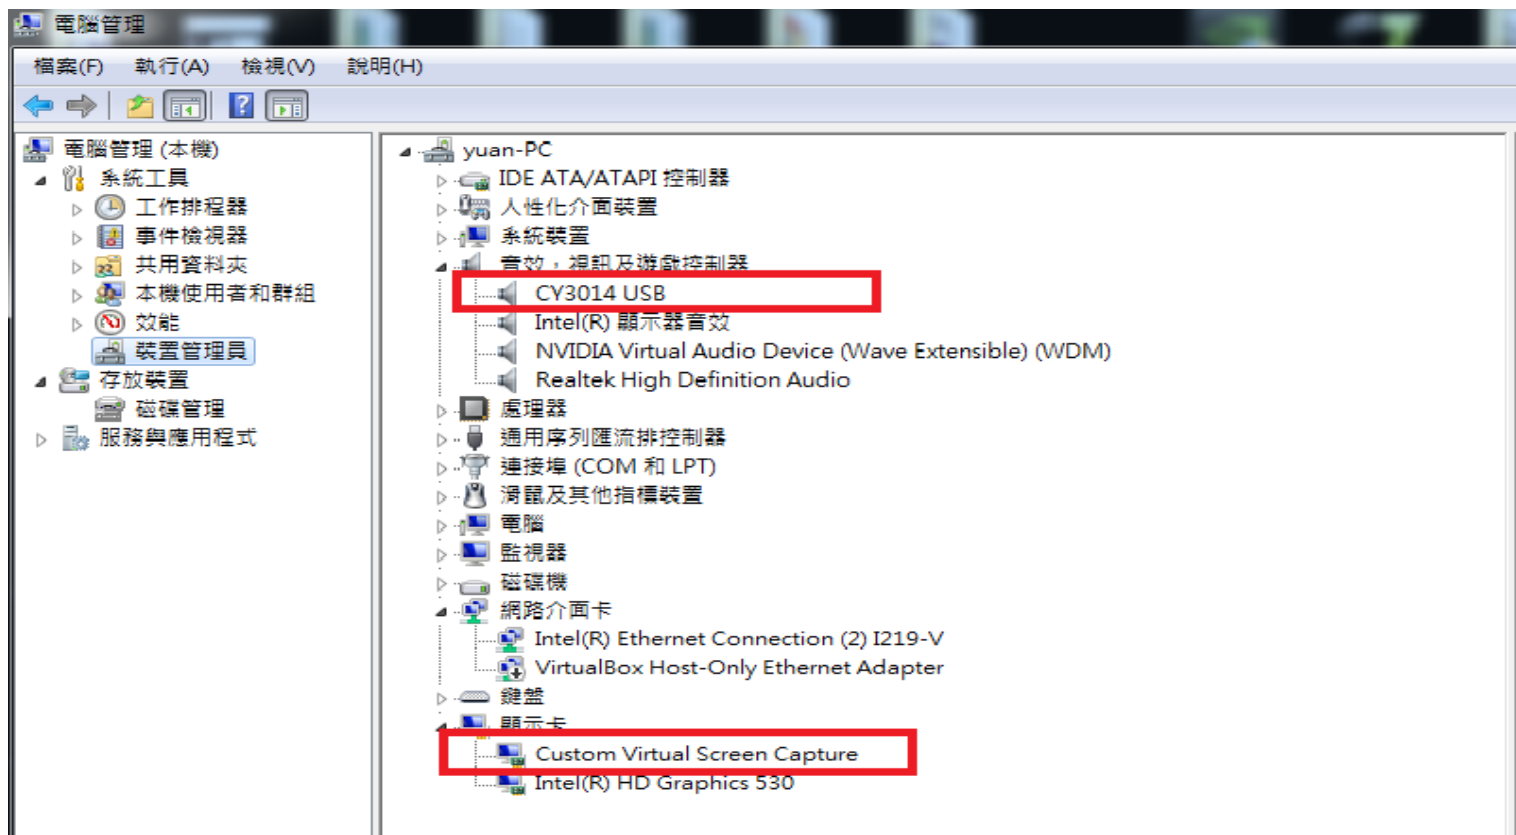 電腦管理
檔案(F) 執行(A) 檢視(V) 說明(H)
電腦管理 (本機)
系統工具
工作排程器
事件檢視器
共用資料夾
本機使用者和群組
效能
裝置管理員
存放裝置
磁碟管理
服務與應用程式
yuan-PC
IDE ATA/ATAPI 控制器
人性化介面裝置
系統裝置
音效，視訊及遊戲控制器
CY3014 USB
Intel(R) 顯示器音效
NVIDIA Virtual Audio Device (Wave Extensible) (WDM)
Realtek High Definition Audio
處理器
通用序列匯流排控制器
連接埠 (COM 和 LPT)
滑鼠及其他指標裝置
電腦
監視器
磁碟機
網路介面卡
Intel(R) Ethernet Connection (2) I219-V
VirtualBox Host-Only Ethernet Adapter
鍵盤
顯示卡
Custom Virtual Screen Capture
Intel(R) HD Graphics 530